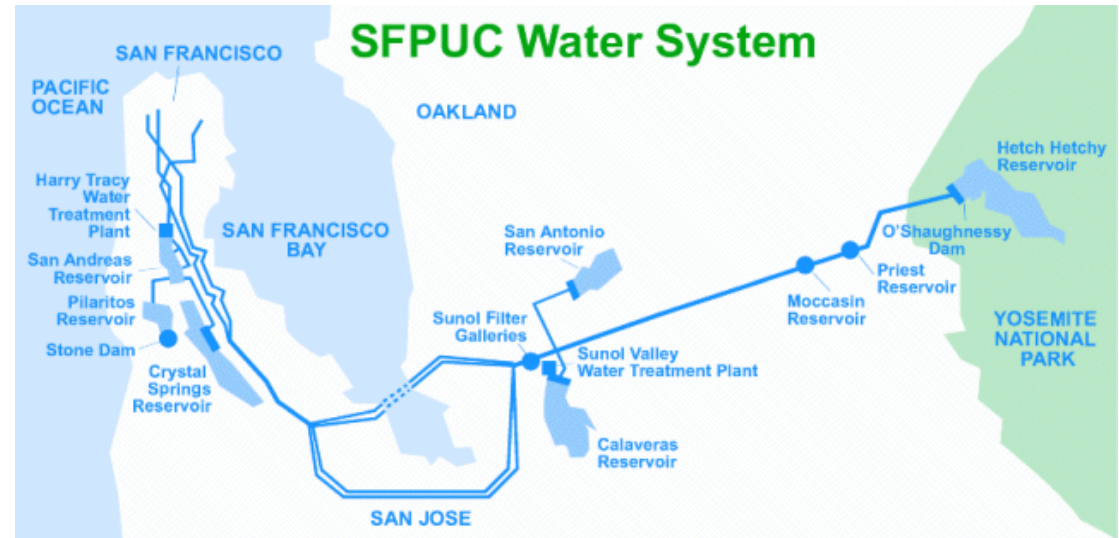 SFPUC Water System
SAN FRANCISCO
PACIFIC
OCEAN
OAKLAND
Hetch Hetchy
Reservoir
Harry Tracy
Water
Treatment
Plant
SAN FRANCISCO
BAY
San Antonio
Reservoir
O'Shaughnessy
Dam
San Andreas
Reservoir
Priest
Reservoir
Pilaritos
Reservoir
Moccasin
Reservoir
Sunol Filter
Galleries
YOSEMITE
NATIONAL
PARK
Stone Dam
Sunol Valley
Water Treatment Plant
Crystal
Springs
Reservoir
Calaveras
Reservoir
SAN JOSE